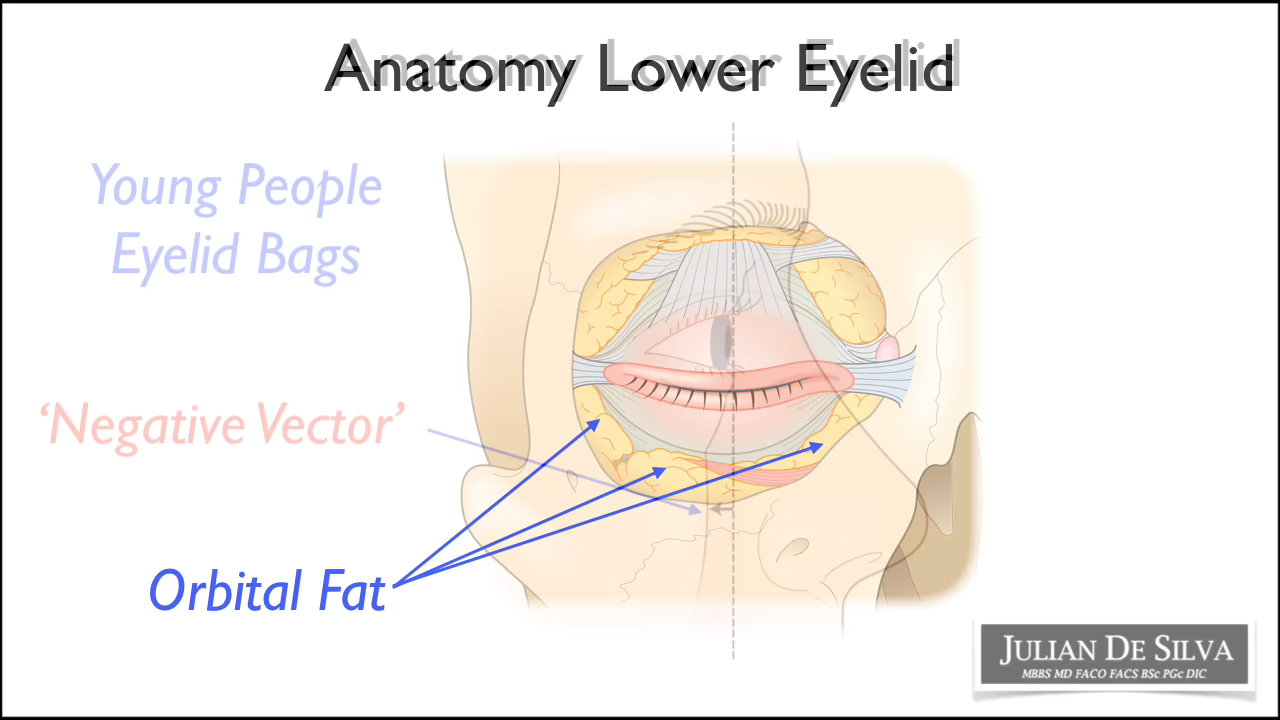 Anatomy Lower Eyelid
Young People
Eyelid Bags
‘Negative Vector’
Orbital Fat
JULIAN DE SILVA
MBBS MD FACO FACS BSc PGc DIC